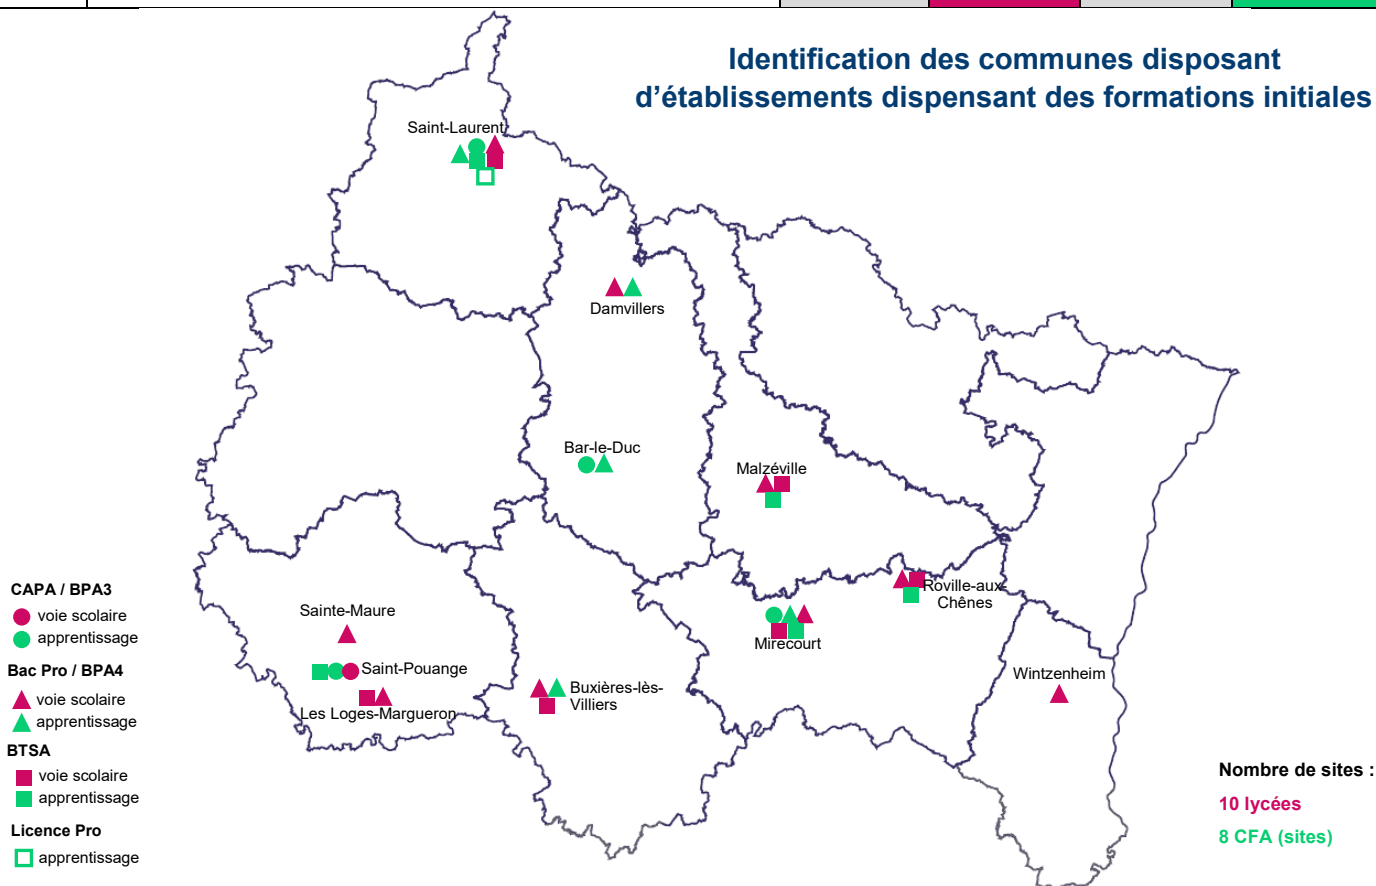 Identification des communes disposant
d'établissements dispensant des formations initiales
Saint-Laurent
Damvillers
Bar-le-Duc
Malzéville
Roville-aux-
Chênes
Mirecourt
Sainte-Maure
Saint-Pouange
Les Loges-Margueron
Buxières-lès-
Villiers
Wintzenheim
CAPA / BPA3
voie scolaire
apprentissage
Bac Pro / BPA4
voie scolaire
apprentissage
BTSA
voie scolaire
apprentissage
Licence Pro
apprentissage
Nombre de sites :
10 lycées
8 CFA (sites)